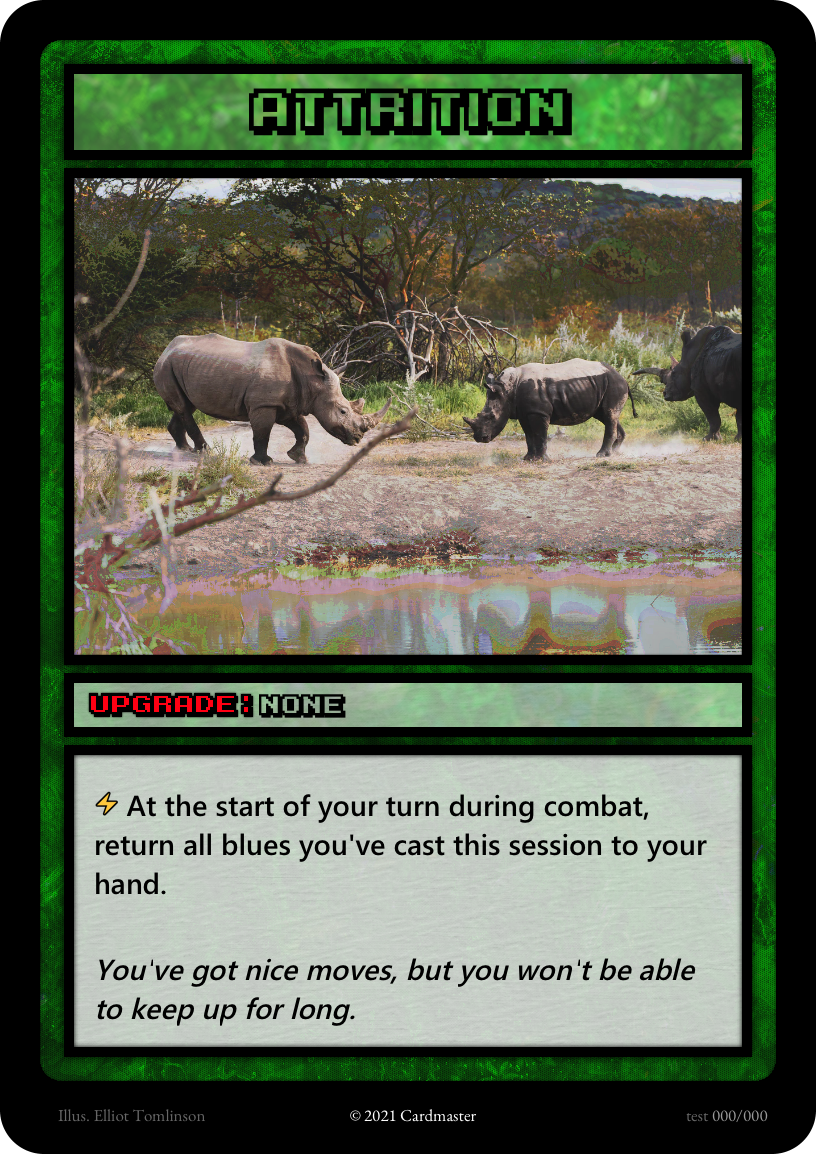 ATTRITION
UPGRADE: NONE
⚡ At the start of your turn during combat,
return all blues you've cast this session to your
hand.
You've got nice moves, but you won't be able
to keep up for long.
Illus. Elliot Tomlinson © 2021 Cardmaster test 000/000